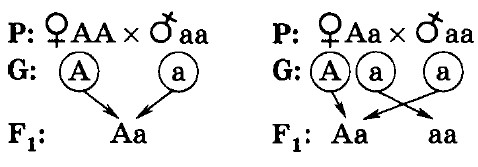 P: ♀AA × ♂aa
G: A a
F₁: Aa
P: ♀Aa × ♂aa
G: A a a
F₁: Aa aa